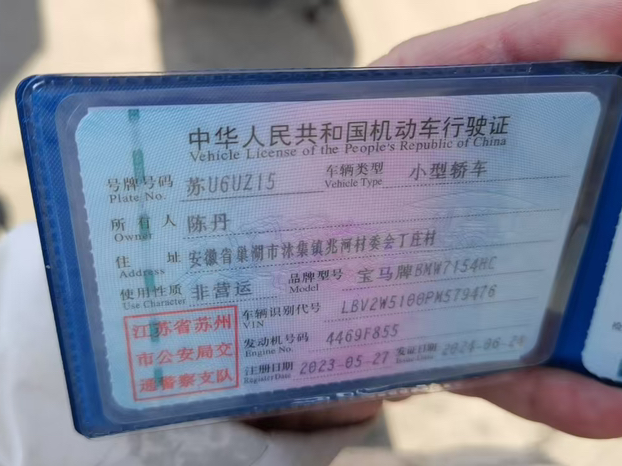 中华人民共和国机动车行驶证
Vehicle License of the People's Republic of China
号牌号码 苏U6UZ15 车辆类型 小型轿车
Plate No. Vehicle Type
所有人 陈丹
Owner
住址 安徽省巢湖市沐集镇兆河村委会丁庄村
Address
使用性质 非营运 品牌型号 宝马牌BMW7154HC
Use Character Model
车辆识别代号 LBV2W5100PM579476
VIN
发动机号码 4469F855
Engine No.
注册日期 2023-05-27 发证日期
Register Date Issue Date
江苏省苏州
市公安局交
通警察支队